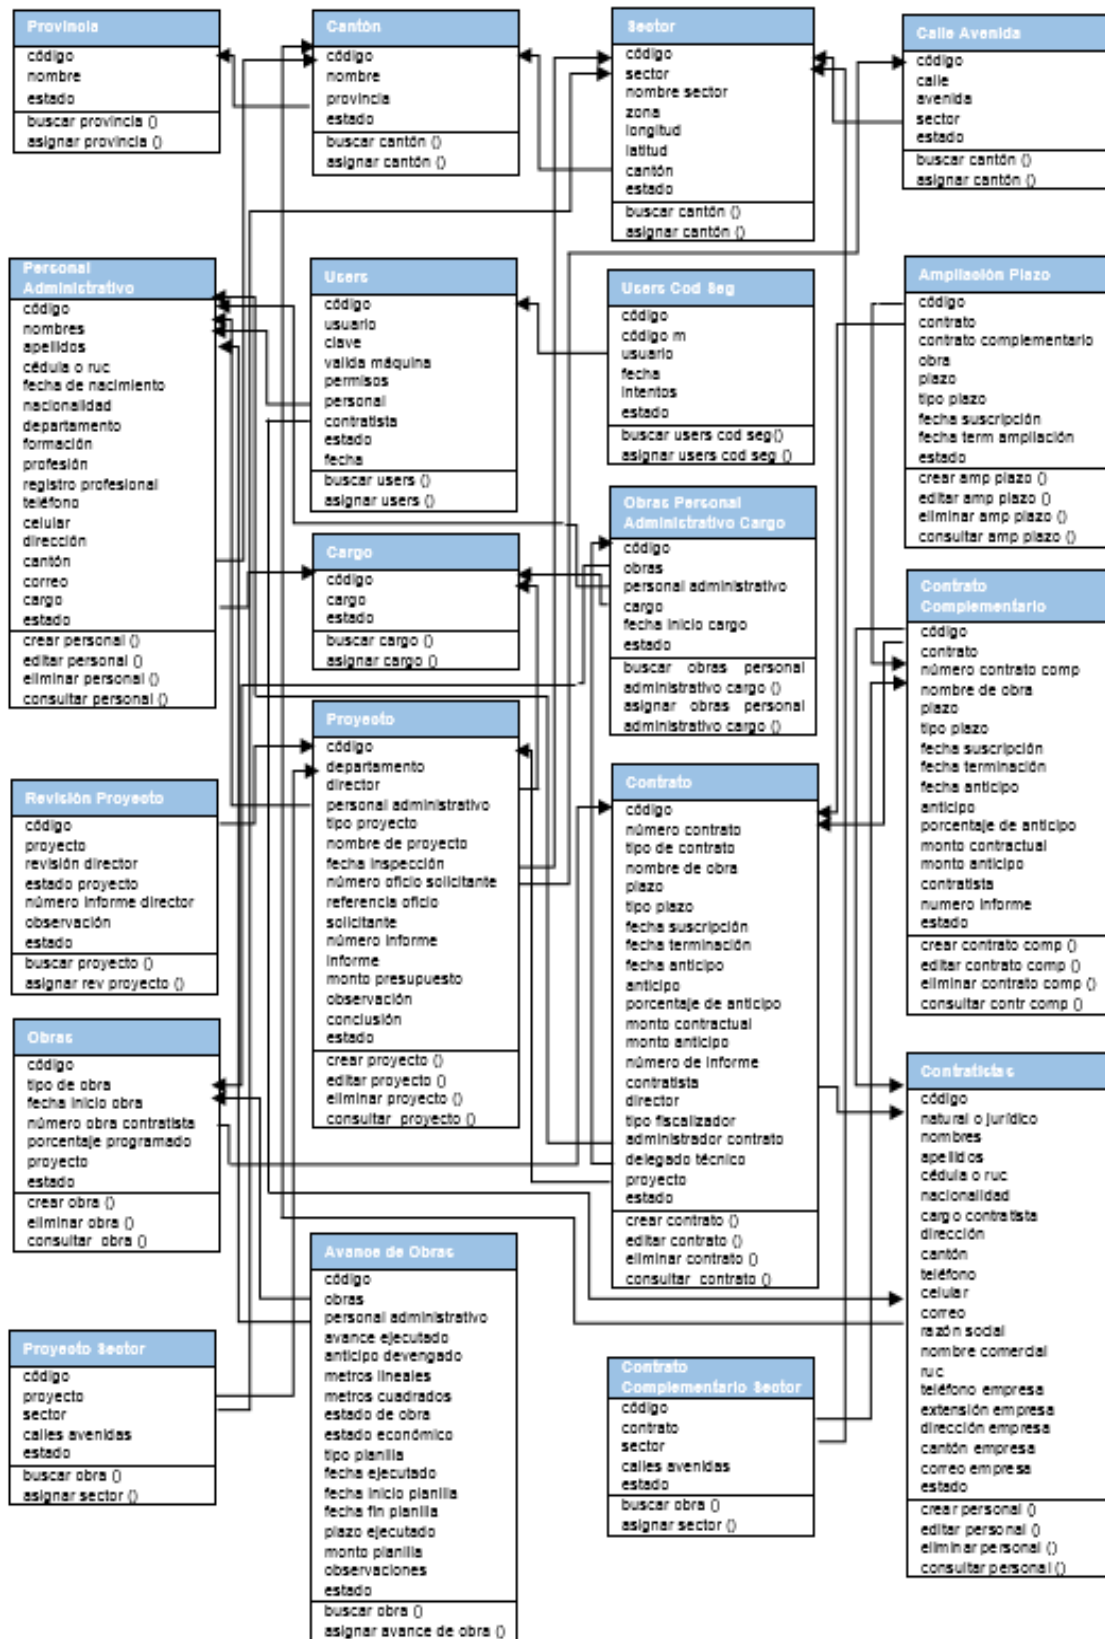 Provincia
código
nombre
estado
buscar provincia ()
asignar provincia ()
Cantón
código
nombre
provincia
estado
buscar cantón ()
asignar cantón ()
Sector
código
sector
nombre sector
zona
longitud
latitud
cantón
estado
buscar cantón ()
asignar cantón ()
Calle Avenida
código
calle
avenida
sector
estado
buscar cantón ()
asignar cantón ()
Personal
Administrativo
código
nombres
apellidos
cédula o ruc
fecha de nacimiento
nacionalidad
departamento
formación
profesión
registro profesional
teléfono
celular
dirección
cantón
correo
cargo
estado
crear personal ()
editar personal ()
eliminar personal ()
consultar personal ()
Users
código
usuario
clave
valida máquina
permisos
personal
contratista
estado
fecha
buscar users ()
asignar users ()
Users Cod Seg
código
código m
usuario
fecha
intentos
estado
buscar users cod seg()
asignar users cod seg ()
Ampliación Plazo
código
contrato
contrato complementario
obra
plazo
tipo plazo
fecha suscripción
fecha term ampliación
estado
crear amp plazo ()
editar amp plazo ()
eliminar amp plazo ()
consultar amp plazo ()
Cargo
código
cargo
estado
buscar cargo ()
asignar cargo ()
Obras Personal
Administrativo Cargo
código
obras
personal administrativo
cargo
fecha inicio cargo
estado
buscar obras personal
administrativo cargo ()
asignar obras personal
administrativo cargo ()
Contrato
Complementario
código
contrato
número contrato comp
nombre de obra
plazo
tipo plazo
fecha suscripción
fecha terminación
fecha anticipo
anticipo
porcentaje de anticipo
monto contractual
monto anticipo
contratista
numero informe
estado
crear contrato comp ()
editar contrato comp ()
eliminar contrato comp ()
consultar contr comp ()
Revisión Proyecto
código
proyecto
revisión director
estado proyecto
número informe director
observación
estado
buscar proyecto ()
asignar rev proyecto ()
Proyecto
código
departamento
director
personal administrativo
tipo proyecto
nombre de proyecto
fecha inspección
número oficio solicitante
referencia oficio
solicitante
número informe
informe
monto presupuesto
observación
conclusión
estado
crear proyecto ()
editar proyecto ()
eliminar proyecto ()
consultar proyecto ()
Contrato
código
número contrato
tipo de contrato
nombre de obra
plazo
tipo plazo
fecha suscripción
fecha terminación
fecha anticipo
anticipo
porcentaje de anticipo
monto contractual
monto anticipo
número de informe
contratista
director
tipo fiscalizador
administrador contrato
delegado técnico
proyecto
estado
crear contrato ()
editar contrato ()
eliminar contrato ()
consultar contrato ()
Obras
código
tipo de obra
fecha inicio obra
número obra contratista
porcentaje programado
proyecto
estado
crear obra ()
eliminar obra ()
consultar obra ()
Contratistas
código
natural o jurídico
nombres
apellidos
cédula o ruc
nacionalidad
cargo contratista
dirección
cantón
teléfono
celular
correo
razón social
nombre comercial
ruc
teléfono empresa
extensión empresa
dirección empresa
cantón empresa
correo empresa
estado
crear personal ()
editar personal ()
eliminar personal ()
consultar personal ()
Avance de Obras
código
obras
personal administrativo
avance ejecutado
anticipo devengado
metros lineales
metros cuadrados
estado de obra
estado económico
tipo planilla
fecha ejecutado
fecha inicio planilla
fecha fin planilla
plazo ejecutado
monto planilla
observaciones
estado
buscar obra ()
asignar avance de obra ()
Proyecto Sector
código
proyecto
sector
calles avenidas
estado
buscar obra ()
asignar sector ()
Contrato
Complementario Sector
código
contrato
sector
calles avenidas
estado
buscar obra ()
asignar sector ()